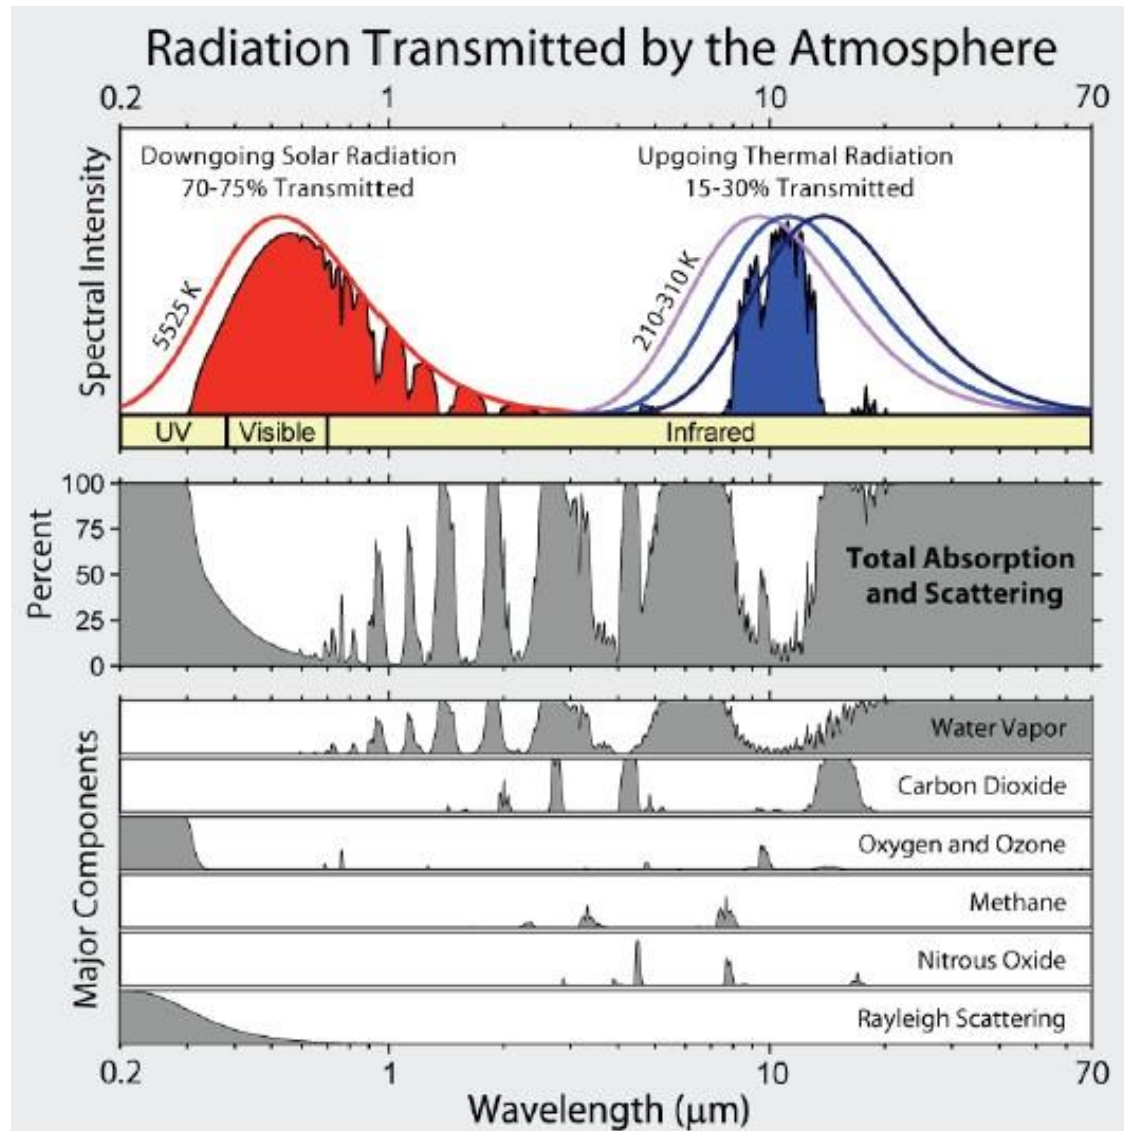 Radiation Transmitted by the Atmosphere
0.2 1 10 70
Spectral Intensity
Downgoing Solar Radiation
70-75% Transmitted
Upgoing Thermal Radiation
15-30% Transmitted
5525 K
210-310 K
UV Visible Infrared
Percent
100
75
50
25
0
Total Absorption
and Scattering
Major Components
Water Vapor
Carbon Dioxide
Oxygen and Ozone
Methane
Nitrous Oxide
Rayleigh Scattering
0.2 1 10 70
Wavelength (μm)